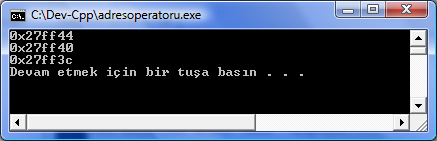 C:\Dev-Cpp\adresoperatoru.exe
0x27ff44
0x27ff40
0x27ff3c
Devam etmek için bir tuşa basın . . .